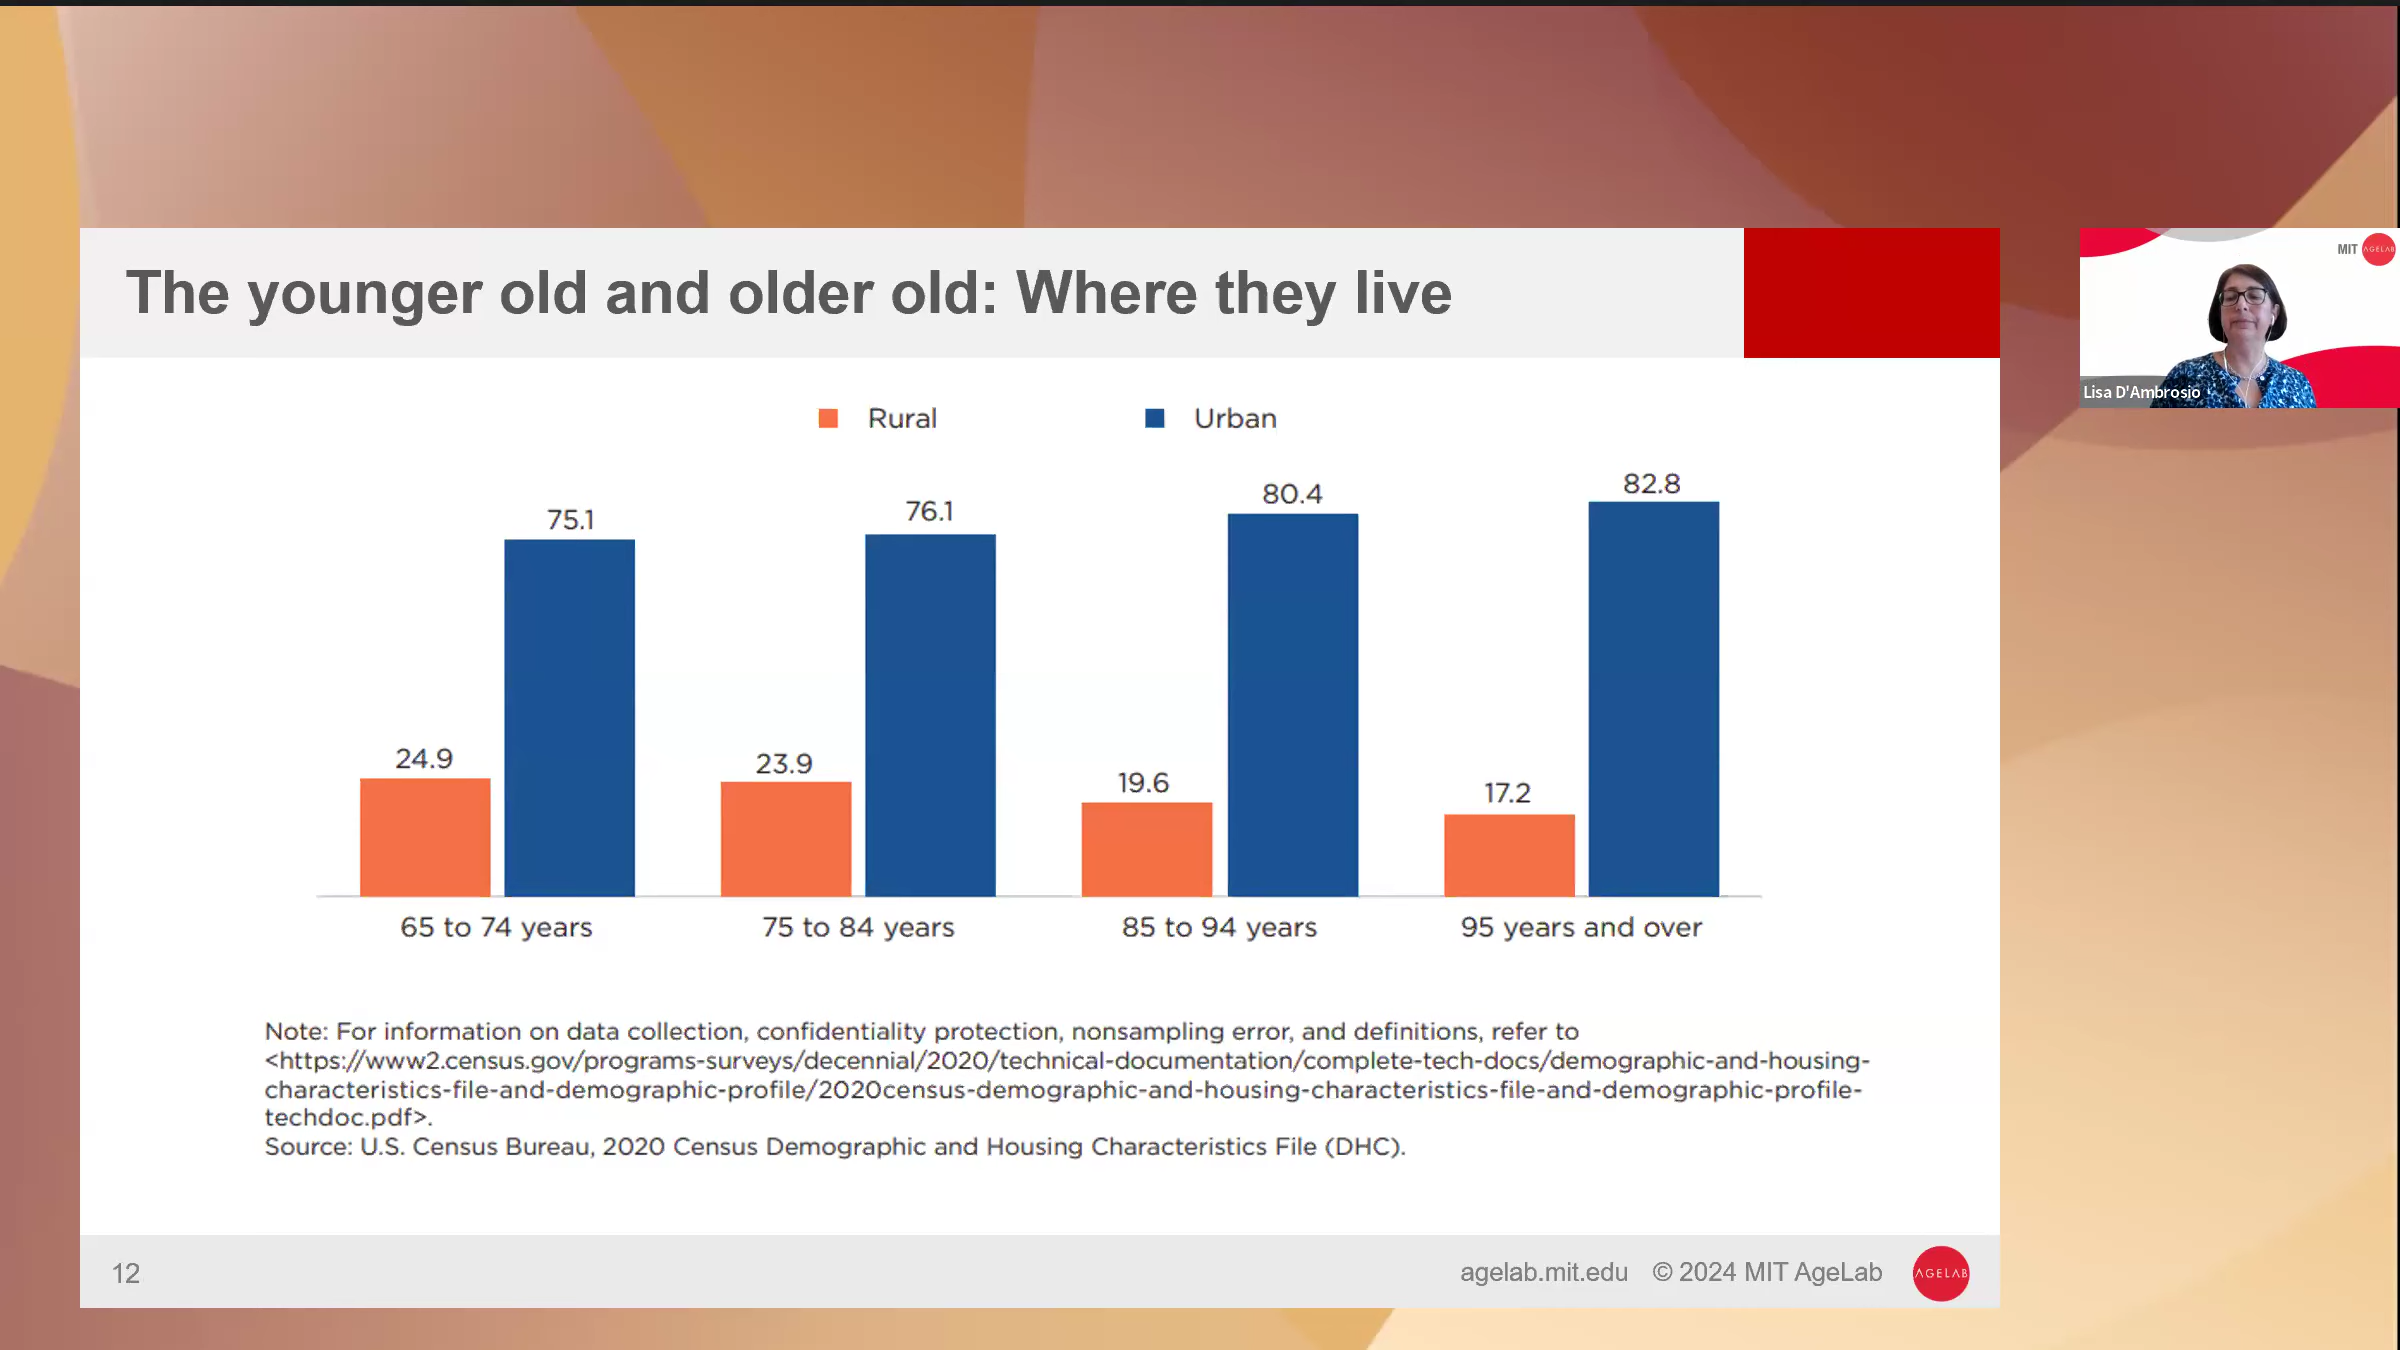 The younger old and older old: Where they live
MIT AGELAB
Lisa D'Ambrosio
Rural Urban
75.1 76.1 80.4 82.8
24.9 23.9 19.6 17.2
65 to 74 years 75 to 84 years 85 to 94 years 95 years and over
Note: For information on data collection, confidentiality protection, nonsampling error, and definitions, refer to
<https://www2.census.gov/programs-surveys/decennial/2020/technical-documentation/complete-tech-docs/demographic-and-housing-
characteristics-file-and-demographic-profile/2020census-demographic-and-housing-characteristics-file-and-demographic-profile-
techdoc.pdf>.
Source: U.S. Census Bureau, 2020 Census Demographic and Housing Characteristics File (DHC).
12
agelab.mit.edu © 2024 MIT AgeLab AGELAB